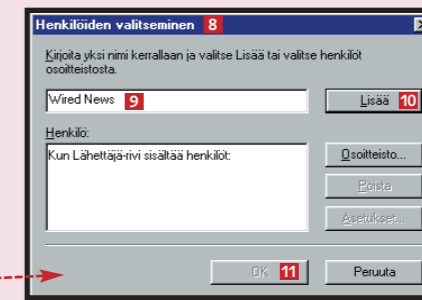 Henkilöiden valitseminen 8
Kirjoita yksi nimi kerrallaan ja valitse Lisää tai valitse henkilöt
osoitteistosta.
Wired News 9
Lisää 10
Henkilö:
Kun Lähettäjä-rivi sisältää henkilöt:
Osoitteisto...
Poista
Asetukset...
OK 11
Peruuta